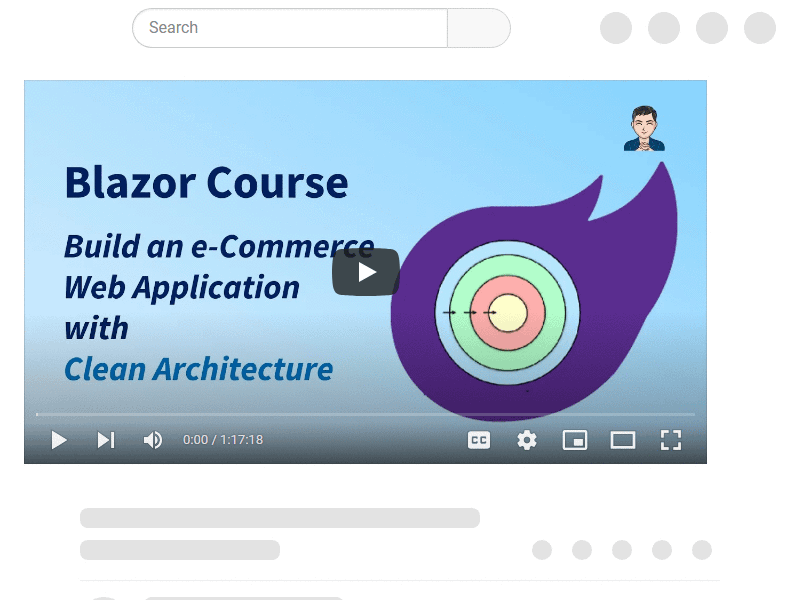 Search
Blazor Course
Build an e-Commerce
Web Application
with
Clean Architecture
0:00 / 1:17:18
CC